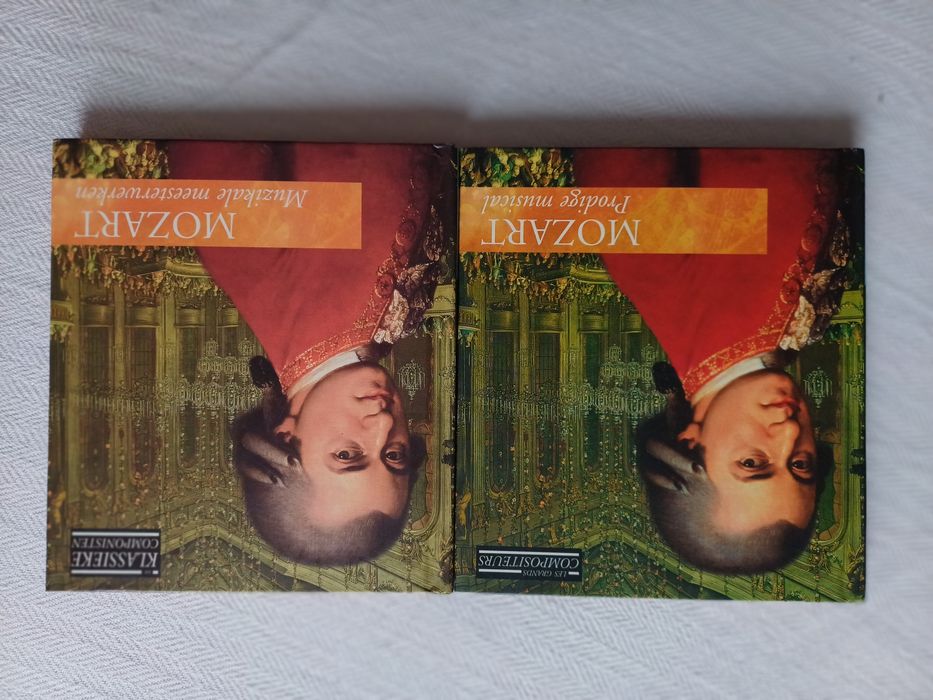 LES GRANDS
COMPOSITEURS
MOZART
Prodige musical
KLASSIEKE
COMPONISTEN
MOZART
Muzikale meesterwerken